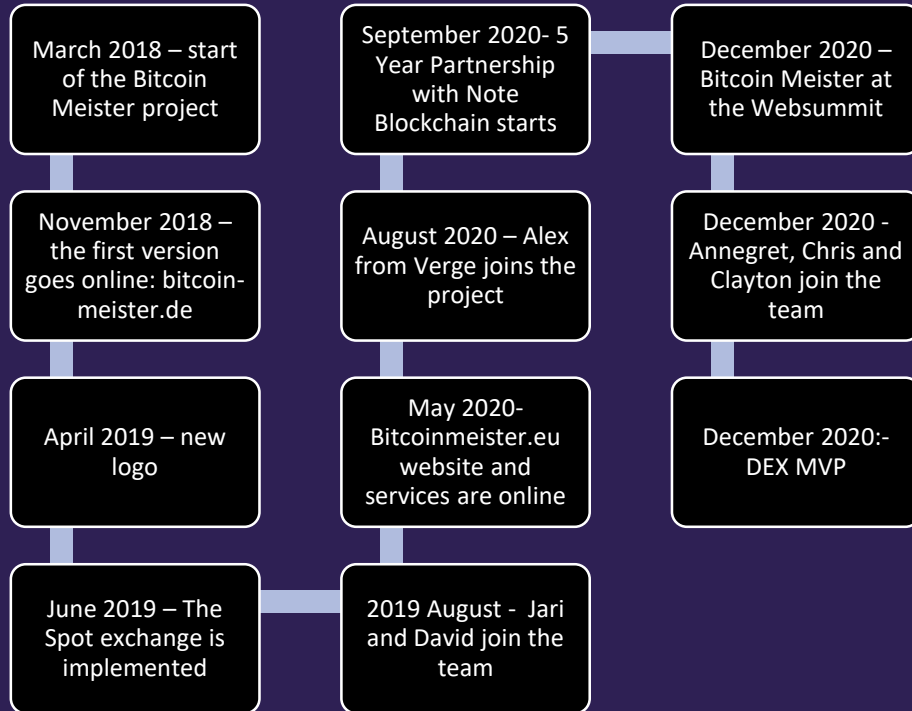 March 2018 – start
of the Bitcoin
Meister project
November 2018 –
the first version
goes online: bitcoin-
meister.de
April 2019 – new
logo
June 2019 – The
Spot exchange is
implemented
2019 August -  Jari
and David join the
team
May 2020-
Bitcoinmeister.eu
website and
services are online
August 2020 – Alex
from Verge joins the
project
September 2020- 5
Year Partnership
with Note
Blockchain starts
December 2020 –
Bitcoin Meister at
the Websummit
December 2020 -
Annegret, Chris and
Clayton join the
team
December 2020:-
DEX MVP